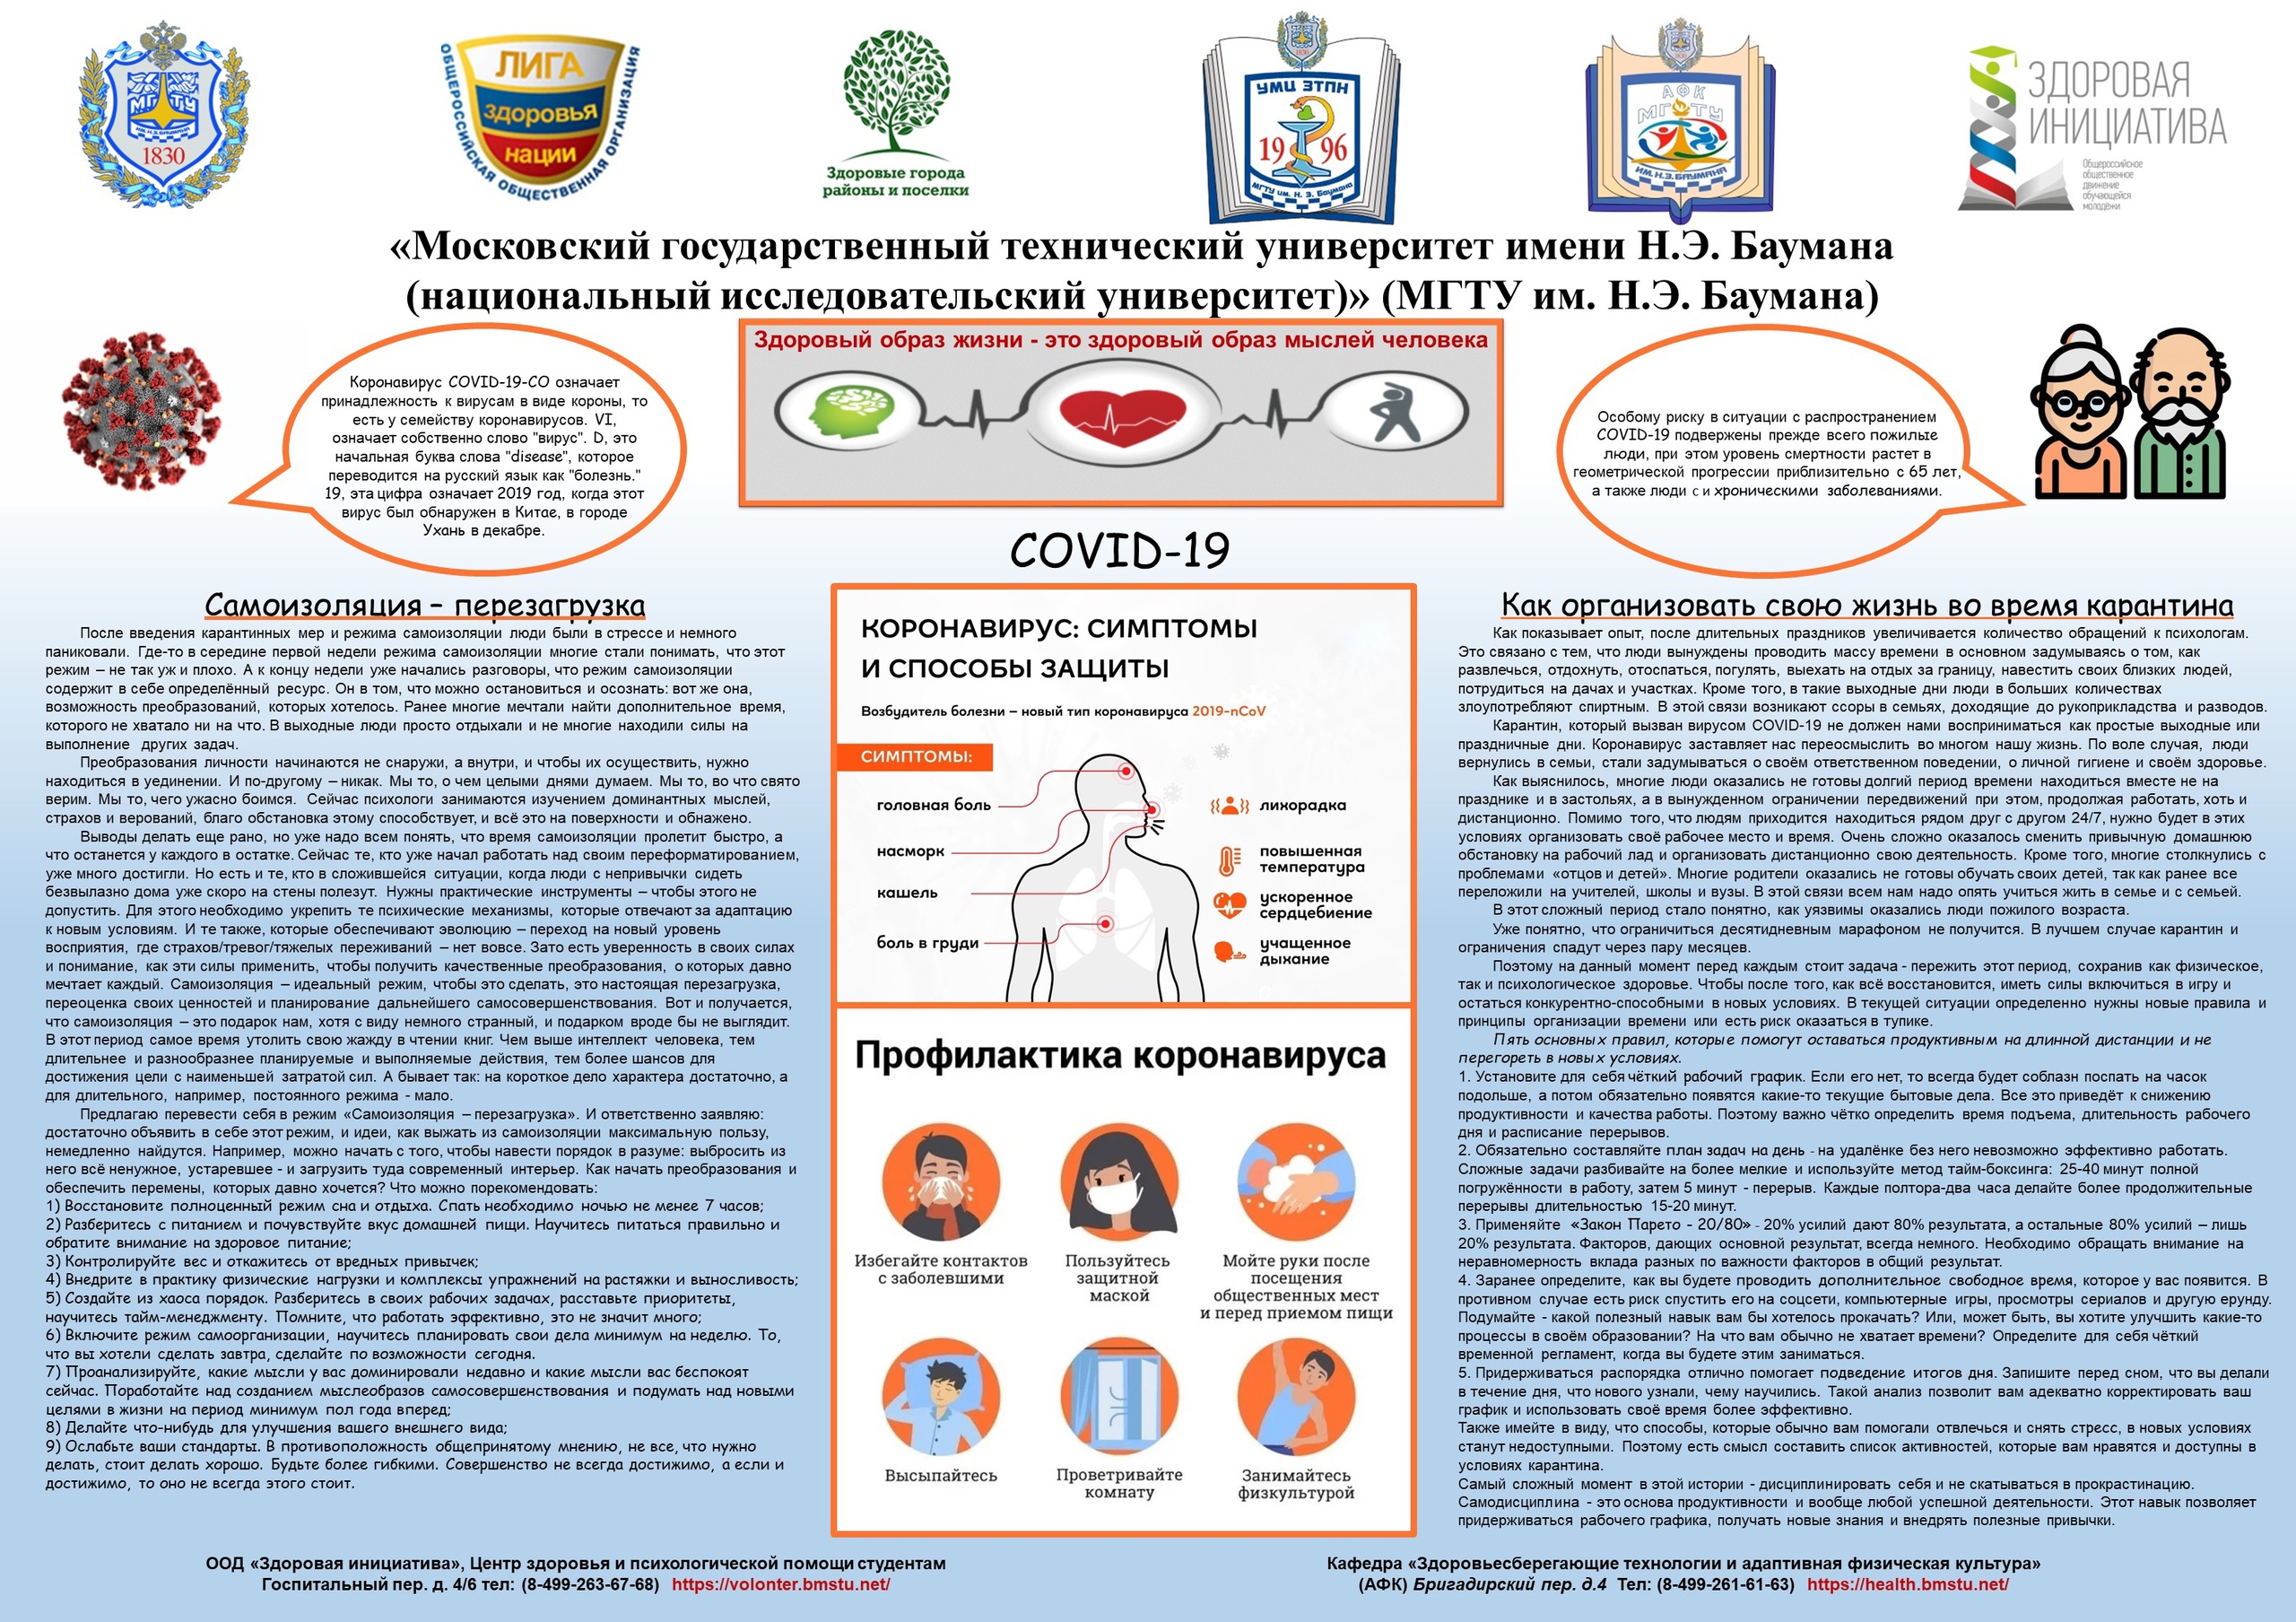 МГТУ
ИМ. Н.Э. БАУМАНА
1830
ЛИГА
здоровья
нации
ОБЩЕРОССИЙСКАЯ ОБЩЕСТВЕННАЯ ОРГАНИЗАЦИЯ
Здоровые города
районы и поселки
1830
УМЦ ЗТПН
19 96
МГТУ им. Н. Э. Баумана
1830
АФК
МГТУ
ИМ. Н.Э. БАУМАНА
ЗДОРОВАЯ
ИНИЦИАТИВА
Общероссийское
общественное
движение
обучающейся
молодёжи
«Московский государственный технический университет имени Н.Э. Баумана
(национальный исследовательский университет)» (МГТУ им. Н.Э. Баумана)
Коронавирус COVID-19-CO означает
принадлежность к вирусам в виде короны, то
есть у семейству коронавирусов. VI,
означает собственно слово "вирус". D, это
начальная буква слова "disease", которое
переводится на русский язык как "болезнь."
19, эта цифра означает 2019 год, когда этот
вирус был обнаружен в Китае, в городе
Ухань в декабре.
Здоровый образ жизни - это здоровый образ мыслей человека
Особому риску в ситуации с распространением
COVID-19 подвержены прежде всего пожилые
люди, при этом уровень смертности растет в
геометрической прогрессии приблизительно с 65 лет,
а также люди с и хроническими заболеваниями.
COVID-19
Самоизоляция – перезагрузка
После введения карантинных мер и режима самоизоляции люди были в стрессе и немного
паниковали. Где-то в середине первой недели режима самоизоляции многие стали понимать, что этот
режим – не так уж и плохо. А к концу недели уже начались разговоры, что режим самоизоляции
содержит в себе определённый ресурс. Он в том, что можно остановиться и осознать: вот же она,
возможность преобразований, которых хотелось. Ранее многие мечтали найти дополнительное время,
которого не хватало ни на что. В выходные люди просто отдыхали и не многие находили силы на
выполнение других задач.
Преобразования личности начинаются не снаружи, а внутри, и чтобы их осуществить, нужно
находиться в уединении. И по-другому – никак. Мы то, о чем целыми днями думаем. Мы то, во что свято
верим. Мы то, чего ужасно боимся. Сейчас психологи занимаются изучением доминантных мыслей,
страхов и верований, благо обстановка этому способствует, и всё это на поверхности и обнажено.
Выводы делать еще рано, но уже надо всем понять, что время самоизоляции пролетит быстро, а
что останется у каждого в остатке. Сейчас те, кто уже начал работать над своим переформатированием,
уже много достигли. Но есть и те, кто в сложившейся ситуации, когда люди с непривычки сидеть
безвылазно дома уже скоро на стены полезут. Нужны практические инструменты – чтобы этого не
допустить. Для этого необходимо укрепить те психические механизмы, которые отвечают за адаптацию
к новым условиям. И те также, которые обеспечивают эволюцию – переход на новый уровень
восприятия, где страхов/тревог/тяжелых переживаний – нет вовсе. Зато есть уверенность в своих силах
и понимание, как эти силы применить, чтобы получить качественные преобразования, о которых давно
мечтает каждый. Самоизоляция – идеальный режим, чтобы это сделать, это настоящая перезагрузка,
переоценка своих ценностей и планирование дальнейшего самосовершенствования. Вот и получается,
что самоизоляция – это подарок нам, хотя с виду немного странный, и подарком вроде бы не выглядит.
В этот период самое время утолить свою жажду в чтении книг. Чем выше интеллект человека, тем
длительнее и разнообразнее планируемые и выполняемые действия, тем более шансов для
достижения цели с наименьшей затратой сил. А бывает так: на короткое дело характера достаточно, а
для длительного, например, постоянного режима - мало.
Предлагаю перевести себя в режим «Самоизоляция – перезагрузка». И ответственно заявляю:
достаточно объявить в себе этот режим, и идеи, как выжать из самоизоляции максимальную пользу,
немедленно найдутся. Например, можно начать с того, чтобы навести порядок в разуме: выбросить из
него всё ненужное, устаревшее - и загрузить туда современный интерьер. Как начать преобразования и
обеспечить перемены, которых давно хочется? Что можно порекомендовать:
1) Восстановите полноценный режим сна и отдыха. Спать необходимо ночью не менее 7 часов;
2) Разберитесь с питанием и почувствуйте вкус домашней пищи. Научитесь питаться правильно и
обратите внимание на здоровое питание;
3) Контролируйте вес и откажитесь от вредных привычек;
4) Внедрите в практику физические нагрузки и комплексы упражнений на растяжки и выносливость;
5) Создайте из хаоса порядок. Разберитесь в своих рабочих задачах, расставьте приоритеты,
научитесь тайм-менеджменту. Помните, что работать эффективно, это не значит много;
6) Включите режим самоорганизации, научитесь планировать свои дела минимум на неделю. То,
что вы хотели сделать завтра, сделайте по возможности сегодня.
7) Проанализируйте, какие мысли у вас доминировали недавно и какие мысли вас беспокоят
сейчас. Поработайте над созданием мыслеобразов самосовершенствования и подумать над новыми
целями в жизни на период минимум пол года вперед;
8) Делайте что-нибудь для улучшения вашего внешнего вида;
9) Ослабьте ваши стандарты. В противоположность общепринятому мнению, не все, что нужно
делать, стоит делать хорошо. Будьте более гибкими. Совершенство не всегда достижимо, а если и
достижимо, то оно не всегда этого стоит.
КОРОНАВИРУС: СИМПТОМЫ
И СПОСОБЫ ЗАЩИТЫ
Возбудитель болезни – новый тип коронавируса 2019-nCoV
СИМПТОМЫ:
головная боль
насморк
кашель
боль в груди
лихорадка
повышенная
температура
ускоренное
сердцебиение
учащенное
дыхание
Профилактика коронавируса
Избегайте контактов
с заболевшими
Пользуйтесь
защитной
маской
Мойте руки после
посещения
общественных мест
и перед приемом пищи
Высыпайтесь
Проветривайте
комнату
Занимайтесь
физкультурой
Как организовать свою жизнь во время карантина
Как показывает опыт, после длительных праздников увеличивается количество обращений к психологам.
Это связано с тем, что люди вынуждены проводить массу времени в основном задумываясь о том, как
развлечься, отдохнуть, отоспаться, погулять, выехать на отдых за границу, навестить своих близких людей,
потрудиться на дачах и участках. Кроме того, в такие выходные дни люди в больших количествах
злоупотребляют спиртным. В этой связи возникают ссоры в семьях, доходящие до рукоприкладства и разводов.
Карантин, который вызван вирусом COVID-19 не должен нами восприниматься как простые выходные или
праздничные дни. Коронавирус заставляет нас переосмыслить во многом нашу жизнь. По воле случая, люди
вернулись в семьи, стали задумываться о своём ответственном поведении, о личной гигиене и своём здоровье.
Как выяснилось, многие люди оказались не готовы долгий период времени находиться вместе не на
празднике и в застольях, а в вынужденном ограничении передвижений при этом, продолжая работать, хоть и
дистанционно. Помимо того, что людям приходится находиться рядом друг с другом 24/7, нужно будет в этих
условиях организовать своё рабочее место и время. Очень сложно оказалось сменить привычную домашнюю
обстановку на рабочий лад и организовать дистанционно свою деятельность. Кроме того, многие столкнулись с
проблемами «отцов и детей». Многие родители оказались не готовы обучать своих детей, так как ранее все
переложили на учителей, школы и вузы. В этой связи всем нам надо опять учиться жить в семье и с семьей.
В этот сложный период стало понятно, как уязвимы оказались люди пожилого возраста.
Уже понятно, что ограничиться десятидневным марафоном не получится. В лучшем случае карантин и
ограничения спадут через пару месяцев.
Поэтому на данный момент перед каждым стоит задача - пережить этот период, сохранив как физическое,
так и психологическое здоровье. Чтобы после того, как всё восстановится, иметь силы включиться в игру и
остаться конкурентно-способными в новых условиях. В текущей ситуации определенно нужны новые правила и
принципы организации времени или есть риск оказаться в тупике.
Пять основных правил, которые помогут оставаться продуктивным на длинной дистанции и не
перегореть в новых условиях.
1. Установите для себя чёткий рабочий график. Если его нет, то всегда будет соблазн поспать на часок
подольше, а потом обязательно появятся какие-то текущие бытовые дела. Все это приведёт к снижению
продуктивности и качества работы. Поэтому важно чётко определить время подъема, длительность рабочего
дня и расписание перерывов.
2. Обязательно составляйте план задач на день - на удалёнке без него невозможно эффективно работать.
Сложные задачи разбивайте на более мелкие и используйте метод тайм-боксинга: 25-40 минут полной
погружённости в работу, затем 5 минут - перерыв. Каждые полтора-два часа делайте более продолжительные
перерывы длительностью 15-20 минут.
3. Применяйте «Закон Парето - 20/80» - 20% усилий дают 80% результата, а остальные 80% усилий – лишь
20% результата. Факторов, дающих основной результат, всегда немного. Необходимо обращать внимание на
неравномерность вклада разных по важности факторов в общий результат.
4. Заранее определите, как вы будете проводить дополнительное свободное время, которое у вас появится. В
противном случае есть риск спустить его на соцсети, компьютерные игры, просмотры сериалов и другую ерунду.
Подумайте - какой полезный навык вам бы хотелось прокачать? Или, может быть, вы хотите улучшить какие-то
процессы в своём образовании? На что вам обычно не хватает времени? Определите для себя чёткий
временной регламент, когда вы будете этим заниматься.
5. Придерживаться распорядка отлично помогает подведение итогов дня. Запишите перед сном, что вы делали
в течение дня, что нового узнали, чему научились. Такой анализ позволит вам адекватно корректировать ваш
график и использовать своё время более эффективно.
Также имейте в виду, что способы, которые обычно вам помогали отвлечься и снять стресс, в новых условиях
станут недоступными. Поэтому есть смысл составить список активностей, которые вам нравятся и доступны в
условиях карантина.
Самый сложный момент в этой истории - дисциплинировать себя и не скатываться в прокрастинацию.
Самодисциплина - это основа продуктивности и вообще любой успешной деятельности. Этот навык позволяет
придерживаться рабочего графика, получать новые знания и внедрять полезные привычки.
ООД «Здоровая инициатива», Центр здоровья и психологической помощи студентам
Госпитальный пер. д. 4/6 тел: (8-499-263-67-68) https://volonter.bmstu.net/
Кафедра «Здоровьесберегающие технологии и адаптивная физическая культура»
(АФК) Бригадирский пер. д.4 Тел: (8-499-261-61-63) https://health.bmstu.net/